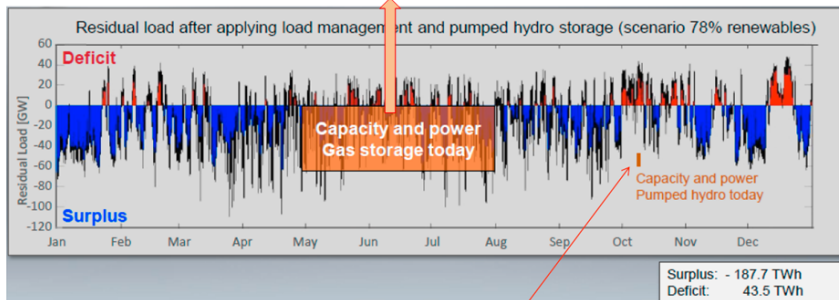 Residual load after applying load management and pumped hydro storage (scenario 78% renewables)
60
40
20
0
-20
-40
-60
-80
-100
-120
Residual Load [GW]
Deficit
Surplus
Capacity and power
Gas storage today
Capacity and power
Pumped hydro today
Jan Feb Mar Apr May Jun Jul Aug Sep Oct Nov Dec
Surplus: - 187.7 TWh
Deficit: 43.5 TWh